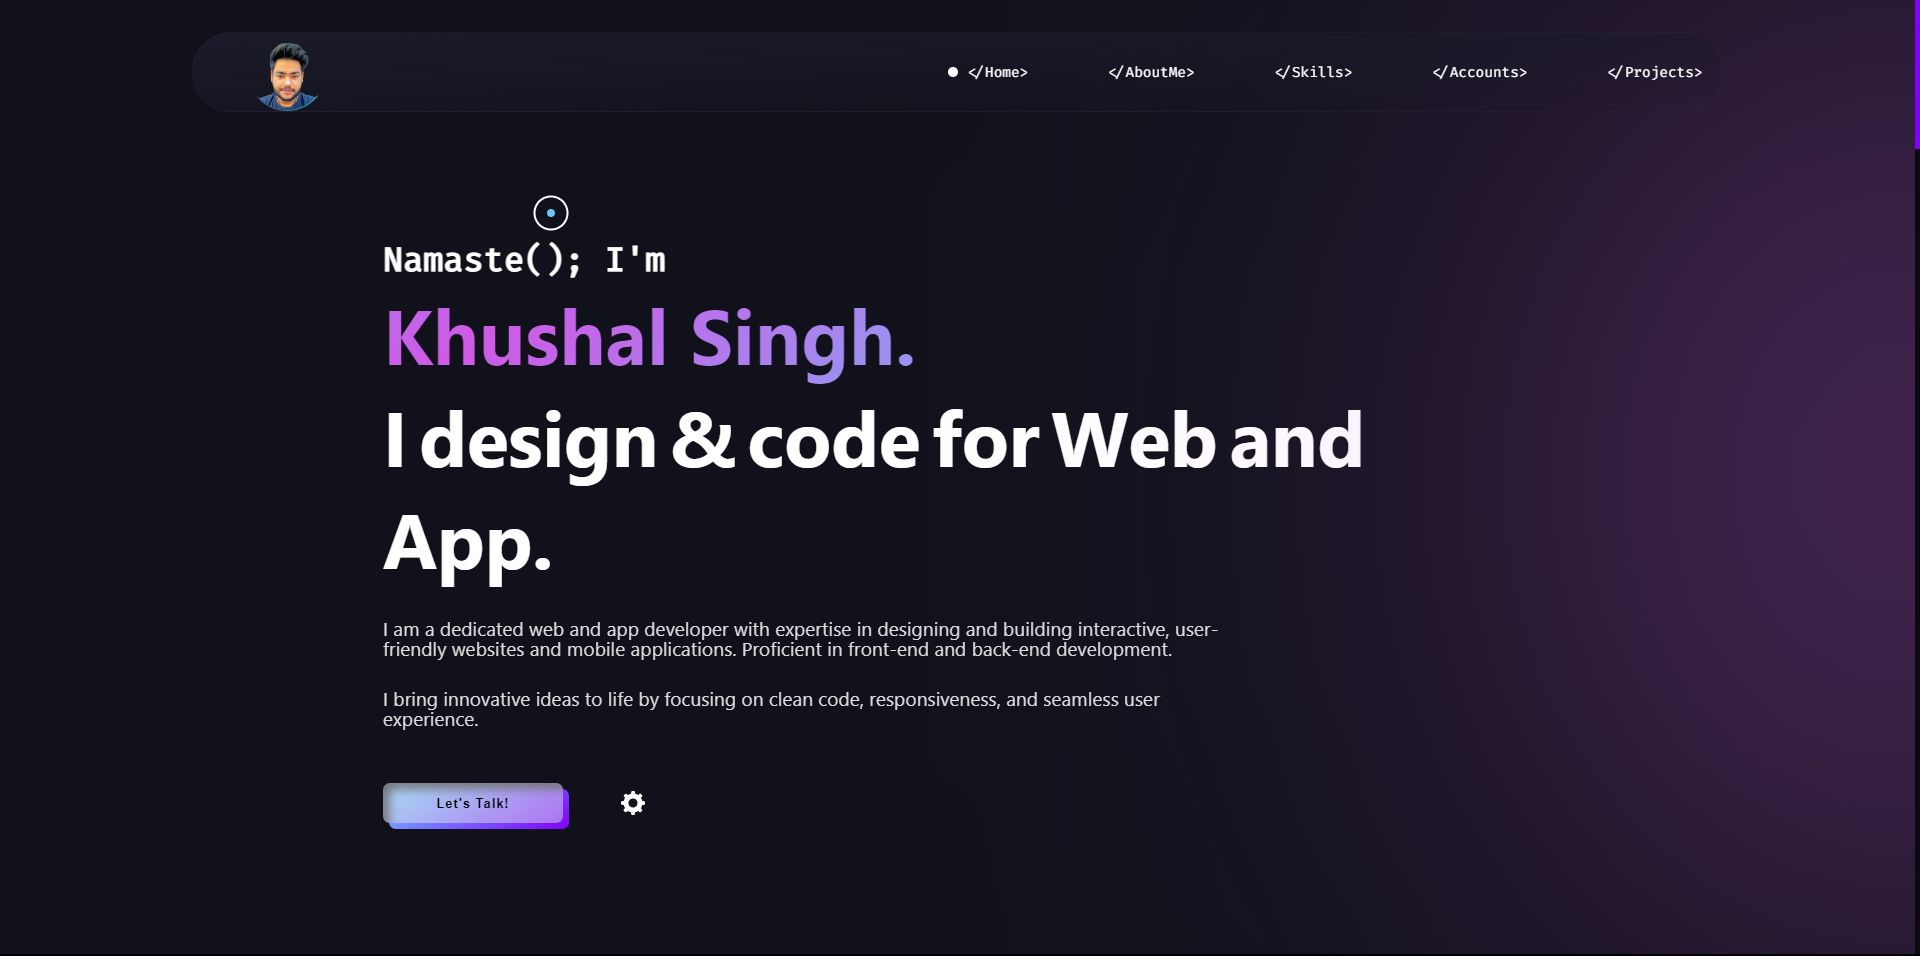 </Home> </AboutMe> </Skills> </Accounts> </Projects>
Namaste(); I'm
Khushal Singh.
I design & code for Web and
App.
I am a dedicated web and app developer with expertise in designing and building interactive, user-
friendly websites and mobile applications. Proficient in front-end and back-end development.
I bring innovative ideas to life by focusing on clean code, responsiveness, and seamless user
experience.
Let's Talk!